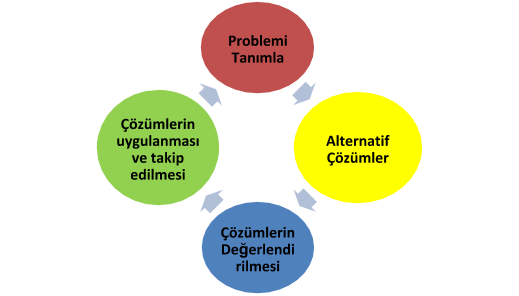 Problemi
Tanımla
Alternatif
Çözümler
Çözümlerin
Değerlendi
rilmesi
Çözümlerin
uygulanması
ve takip
edilmesi